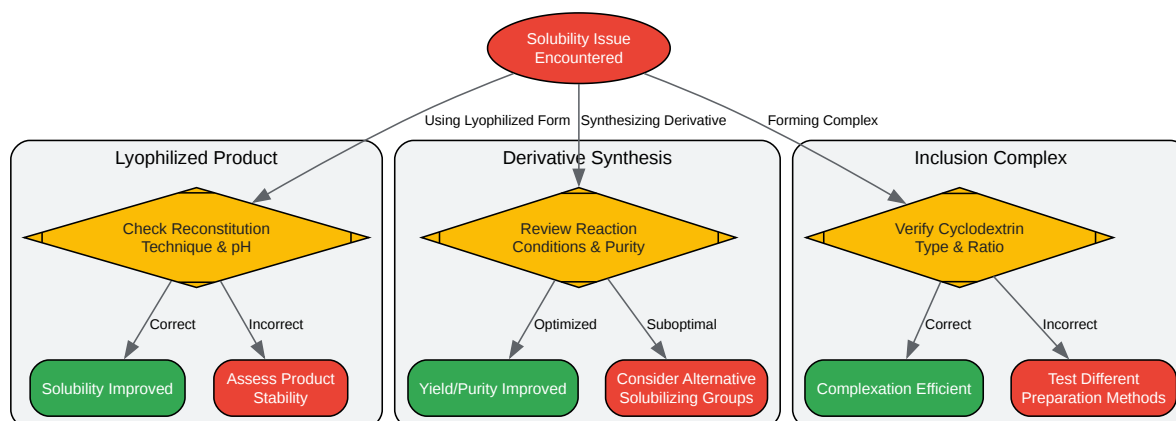 Solubility Issue
Encountered
Using Lyophilized Form
Synthesizing Derivative
Forming Complex
Lyophilized Product
Derivative Synthesis
Inclusion Complex
Check Reconstitution
Technique & pH
Review Reaction
Conditions & Purity
Verify Cyclodextrin
Type & Ratio
Correct
Incorrect
Optimized
Suboptimal
Correct
Incorrect
Solubility Improved
Assess Product
Stability
Yield/Purity Improved
Consider Alternative
Solubilizing Groups
Complexation Efficient
Test Different
Preparation Methods